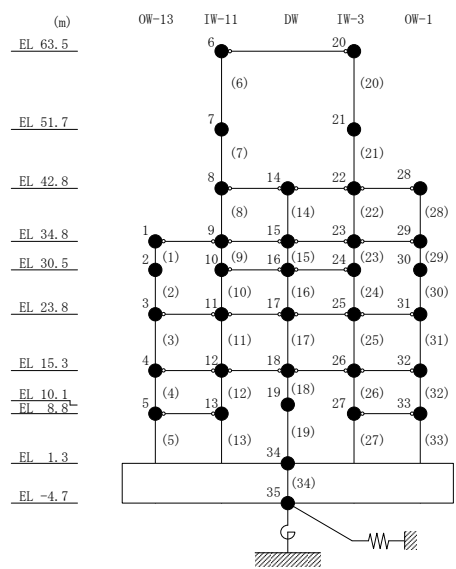 (m) OW-13 IW-11 DW IW-3 OW-1
EL 63.5 6 20
(6) (20)
EL 51.7 7 21
(7) (21)
EL 42.8 8 14 22 28
(8) (14) (22) (28)
EL 34.8 1 9 15 23 29
(1) (9) (15) (23) (29)
EL 30.5 2 10 16 24 30
(2) (10) (16) (24) (30)
EL 23.8 3 11 17 25 31
(3) (11) (17) (25) (31)
EL 15.3 4 12 18 26 32
(4) (12) (18) (26) (32)
EL 10.1 19
EL 8.8 5 13 27 33
(5) (13) (19) (27) (33)
EL 1.3 34
(34)
EL -4.7 35